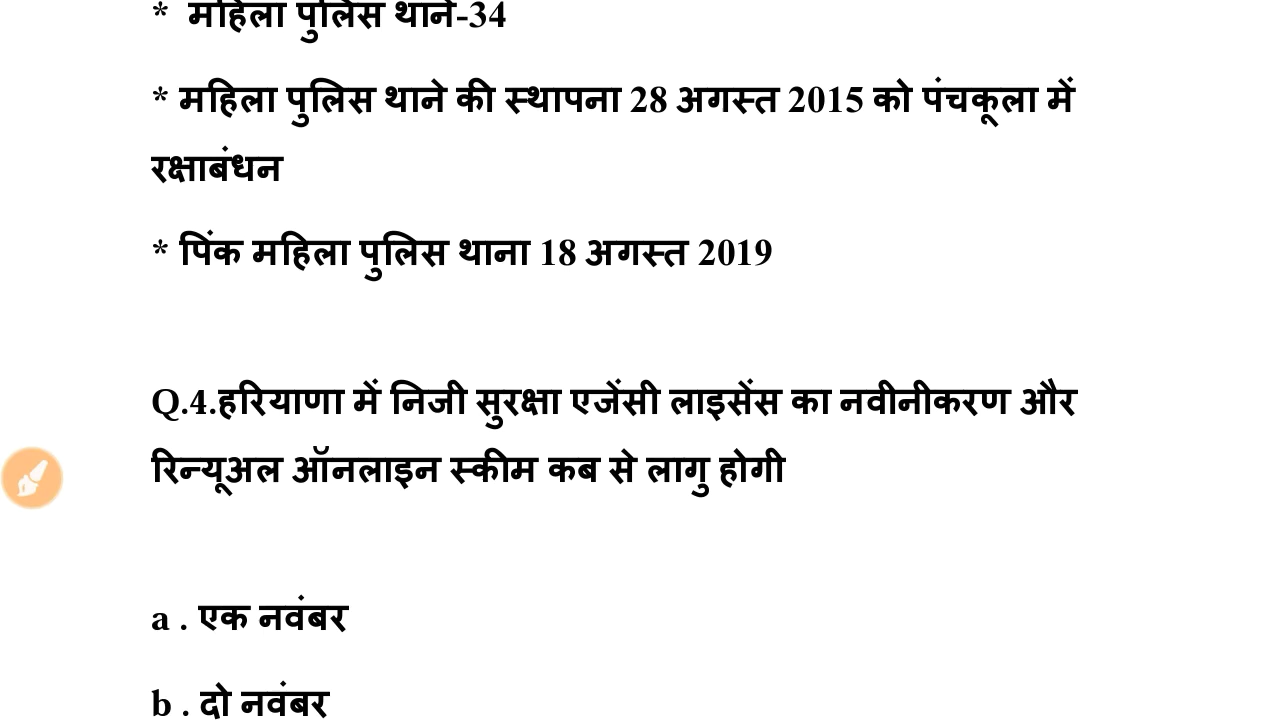 * महिला पुलिस थाने-34
* महिला पुलिस थाने की स्थापना 28 अगस्त 2015 को पंचकूला में
रक्षाबंधन
* पिंक महिला पुलिस थाना 18 अगस्त 2019
Q.4.हरियाणा में निजी सुरक्षा एजेंसी लाइसेंस का नवीनीकरण और
रिन्यूअल ऑनलाइन स्कीम कब से लागु होगी
a . एक नवंबर
b . दो नवंबर